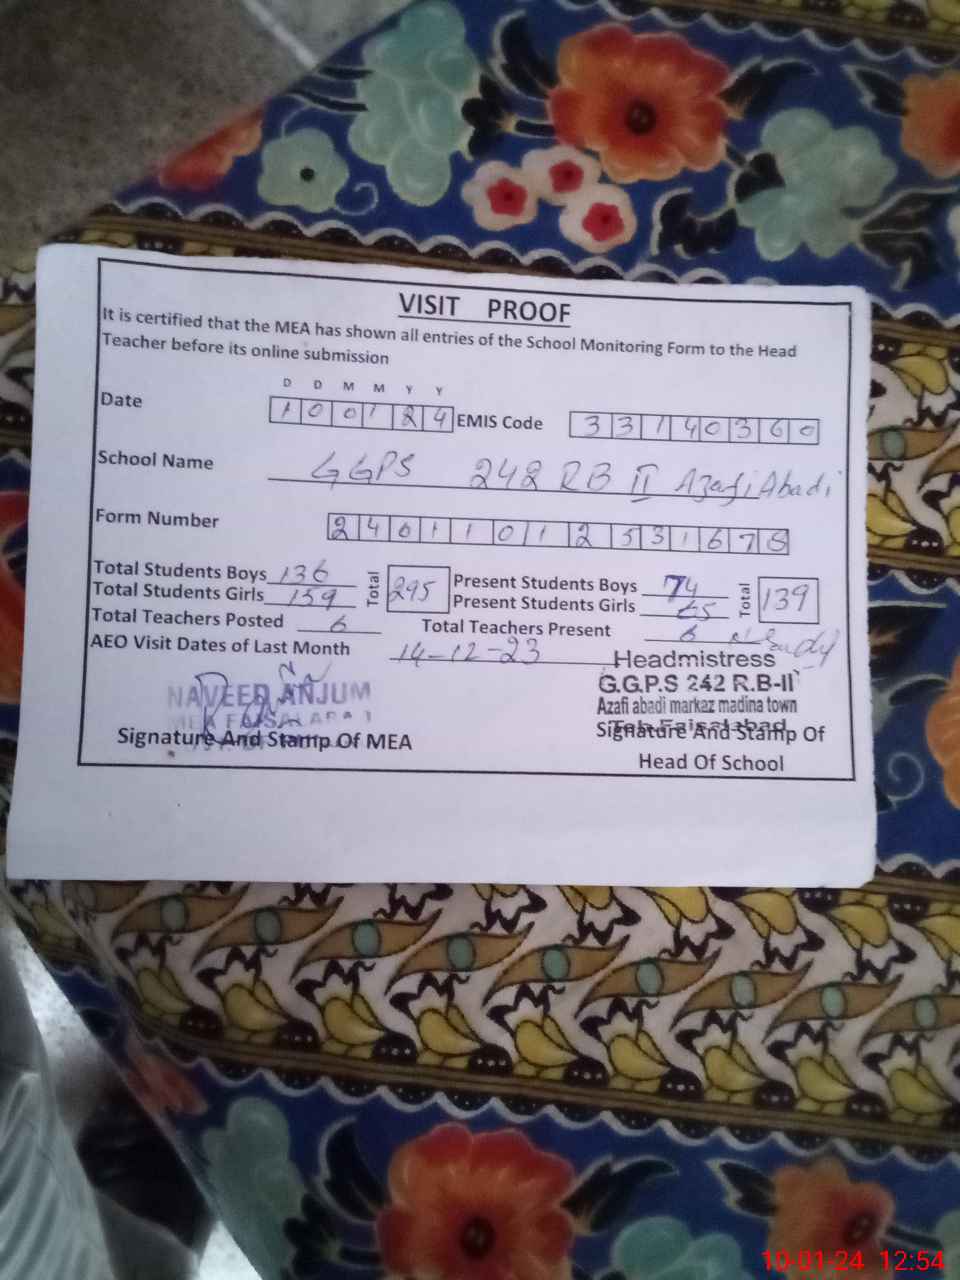 VISIT PROOF
It is certified that the MEA has shown all entries of the School Monitoring Form to the Head
Teacher before its online submission
D D M M Y Y
Date 1 0 0 1 2 4 EMIS Code 3 3 1 4 0 3 6 0
School Name GGPS 242 RB II Azafi Abadi
Form Number 2 4 0 1 1 0 1 2 5 3 1 6 7 8
Total Students Boys 136 Total 295 Present Students Boys 74 Total 139
Total Students Girls 159 Present Students Girls 65
Total Teachers Posted 6 Total Teachers Present 6
AEO Visit Dates of Last Month 14-12-23
Headmistress
NAVEED ANJUM G.G.P.S 242 R.B-II
MEA FAISALABAD Azafi abadi markaz madina town
Teh Faisalabad
Signature And Stamp Of MEA Signature And Stamp Of
Head Of School
10-01-24 12:54